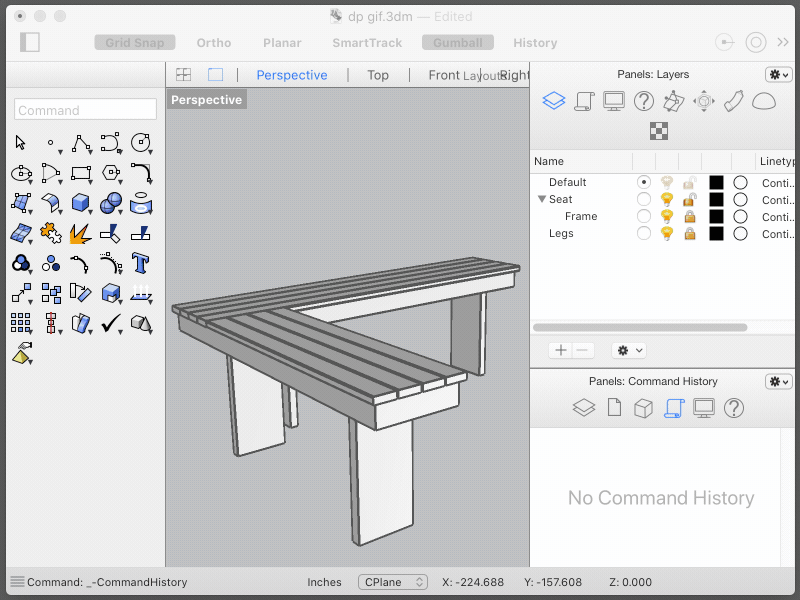 dp gif.3dm — Edited
Grid Snap Ortho Planar SmartTrack Gumball History
Perspective Top Front Layouts Right
Panels: Layers
Perspective
Command
Name Linetyp
Default Conti...
Seat Conti...
Frame Conti...
Legs Conti...
Panels: Command History
No Command History
Command: _-CommandHistory Inches CPlane X: -224.688 Y: -157.608 Z: 0.000